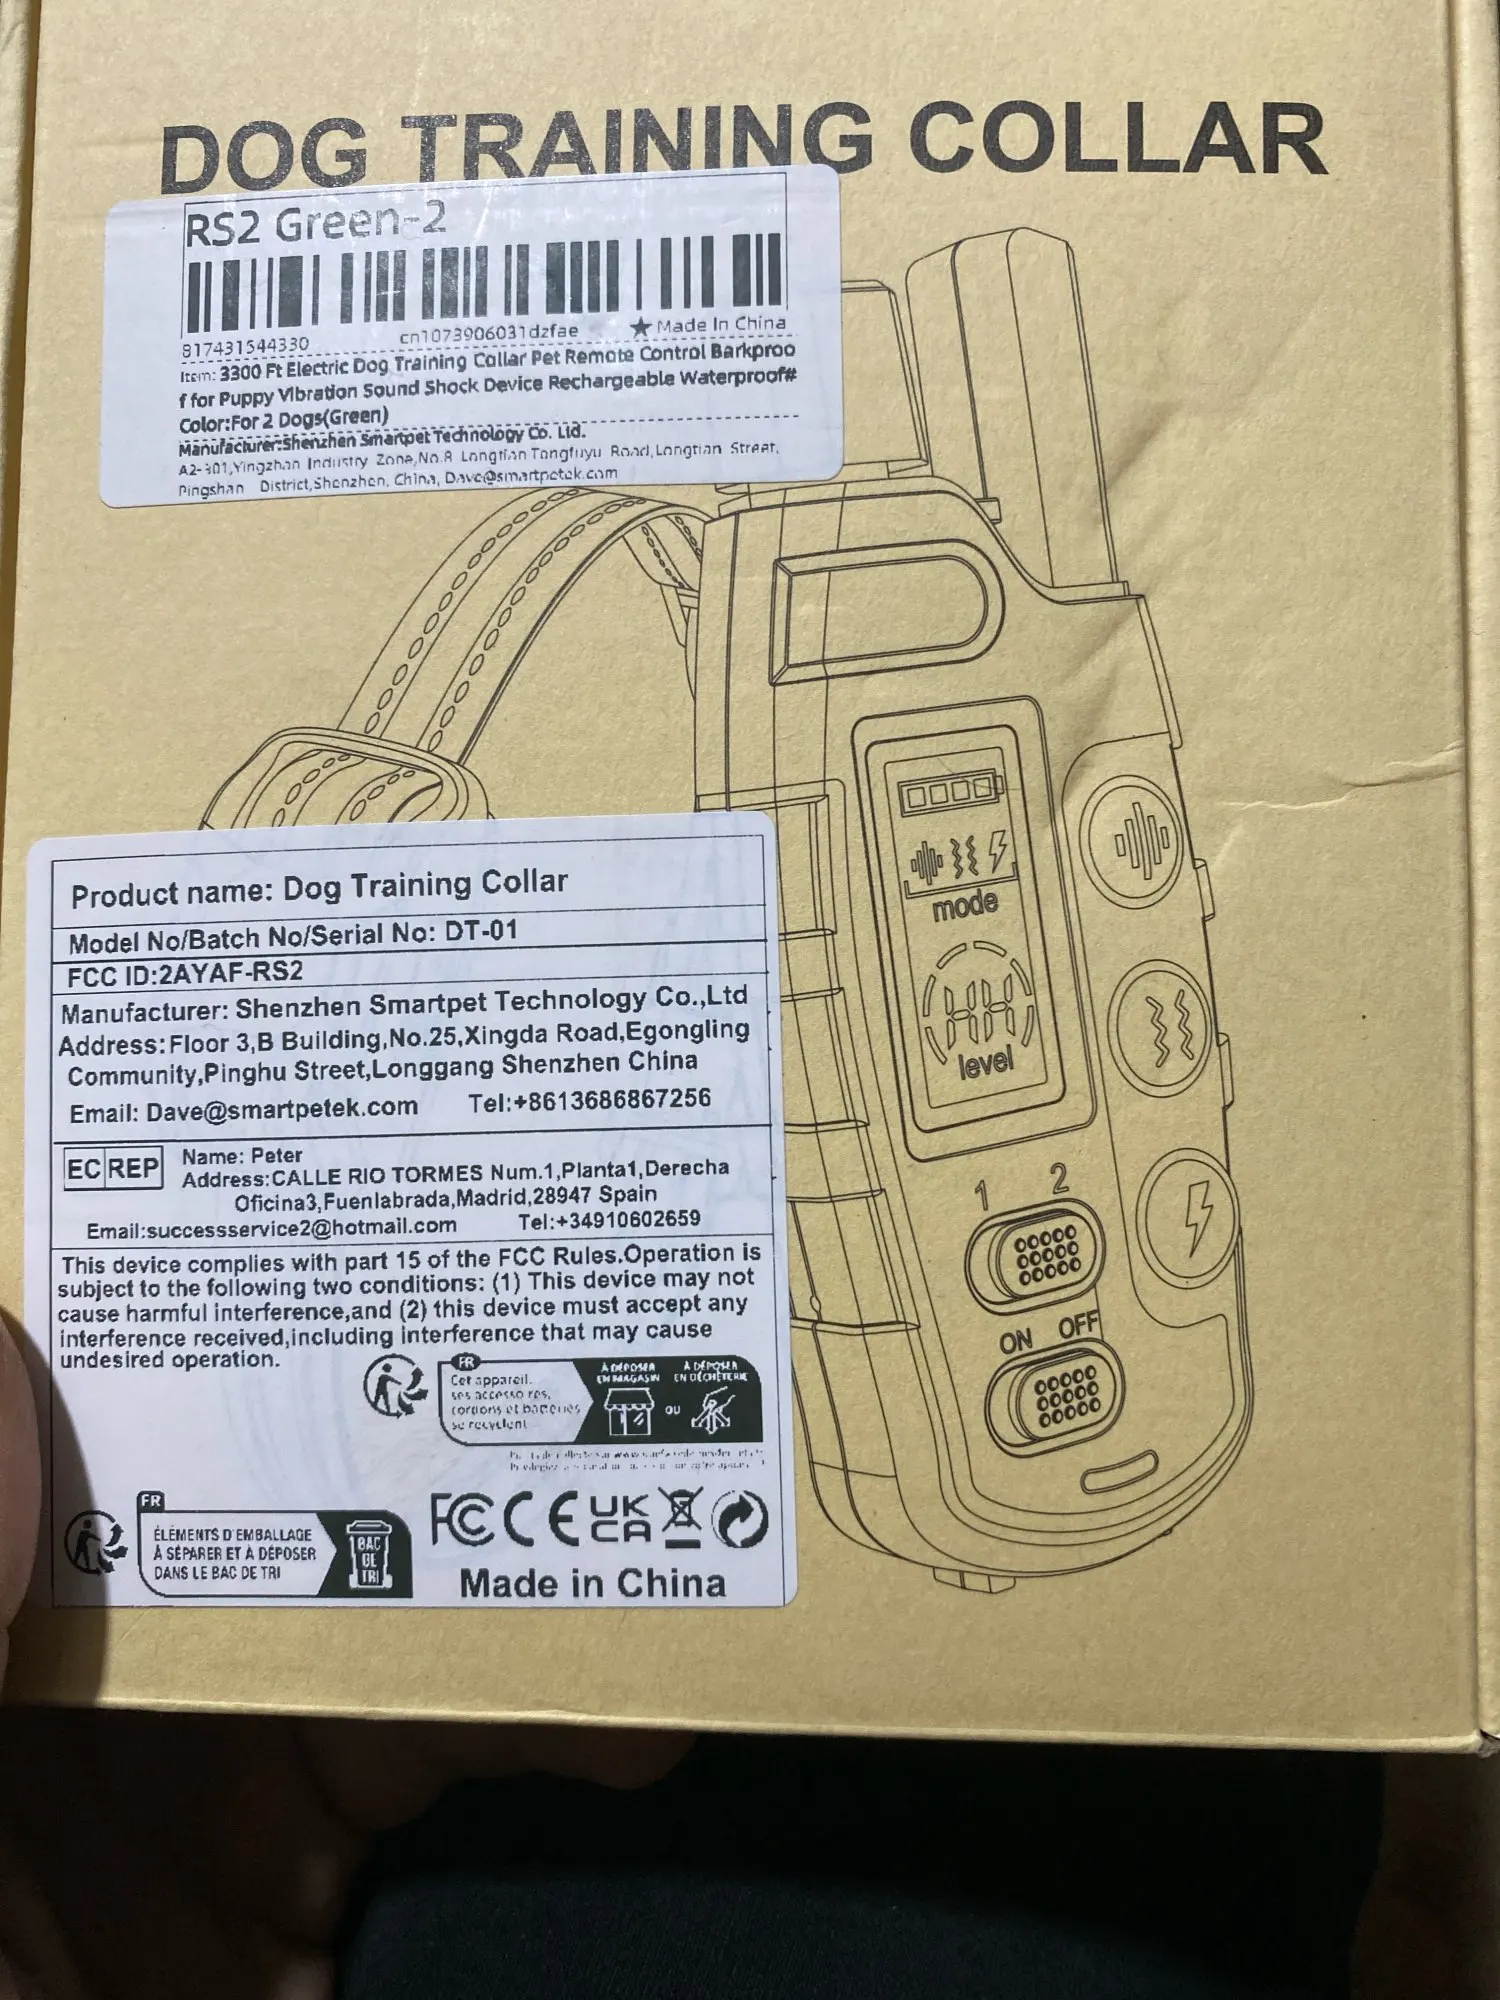 DOG TRAINING COLLAR
RS2 Green-2
817431544330
cn1073906031dzfae
★ Made In China
Item: 3300 Ft Electric Dog Training Collar Pet Remote Control Barkproo
f for Puppy Vibration Sound Shock Device Rechargeable Waterproof#
Color:For 2 Dogs(Green)
Manufacturer:Shenzhen Smartpet Technology Co. Ltd.
A2-301,Yingzhan Industry Zone,No.8 Longtian Tongfuyu Road,Longtian Street,
Pingshan District,Shenzhen, China, Dave@smartpetek.com
mode
level
1 2
ON OFF
Product name: Dog Training Collar
Model No/Batch No/Serial No: DT-01
FCC ID:2AYAF-RS2
Manufacturer: Shenzhen Smartpet Technology Co.,Ltd
Address:Floor 3,B Building,No.25,Xingda Road,Egongling
Community,Pinghu Street,Longgang Shenzhen China
Email: Dave@smartpetek.com Tel:+8613686867256
EC REP
Name: Peter
Address:CALLE RIO TORMES Num.1,Planta1,Derecha
Oficina3,Fuenlabrada,Madrid,28947 Spain
Email:successservice2@hotmail.com Tel:+34910602659
This device complies with part 15 of the FCC Rules.Operation is
subject to the following two conditions: (1) This device may not
cause harmful interference,and (2) this device must accept any
interference received,including interference that may cause
undesired operation.
FR
Cet appareil,
ses accessoires,
cordons et batteries
se recyclent
À DÉPOSER
EN MAGASIN
OU
À DÉPOSER
EN DÉCHÈTERIE
FR
ÉLÉMENTS D'EMBALLAGE
À SÉPARER ET À DÉPOSER
DANS LE BAC DE TRI
BAC
DE
TRI
FC CE UK
CA
Made in China